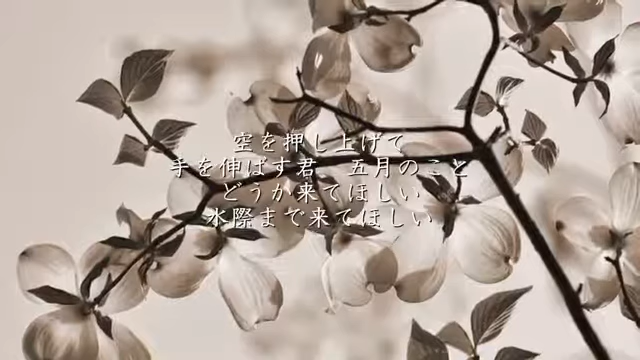 空を押し上げて
手を伸ばす君　五月のこと
どうか来てほしい
水際まで来てほしい